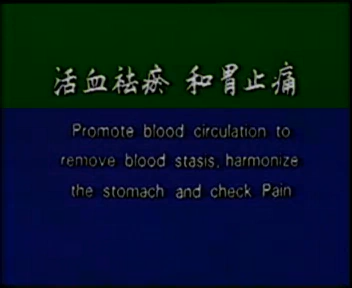 活血祛瘀 和胃止痛
Promote blood circulation to
remove blood stasis, harmonize
the stomach and check Pain